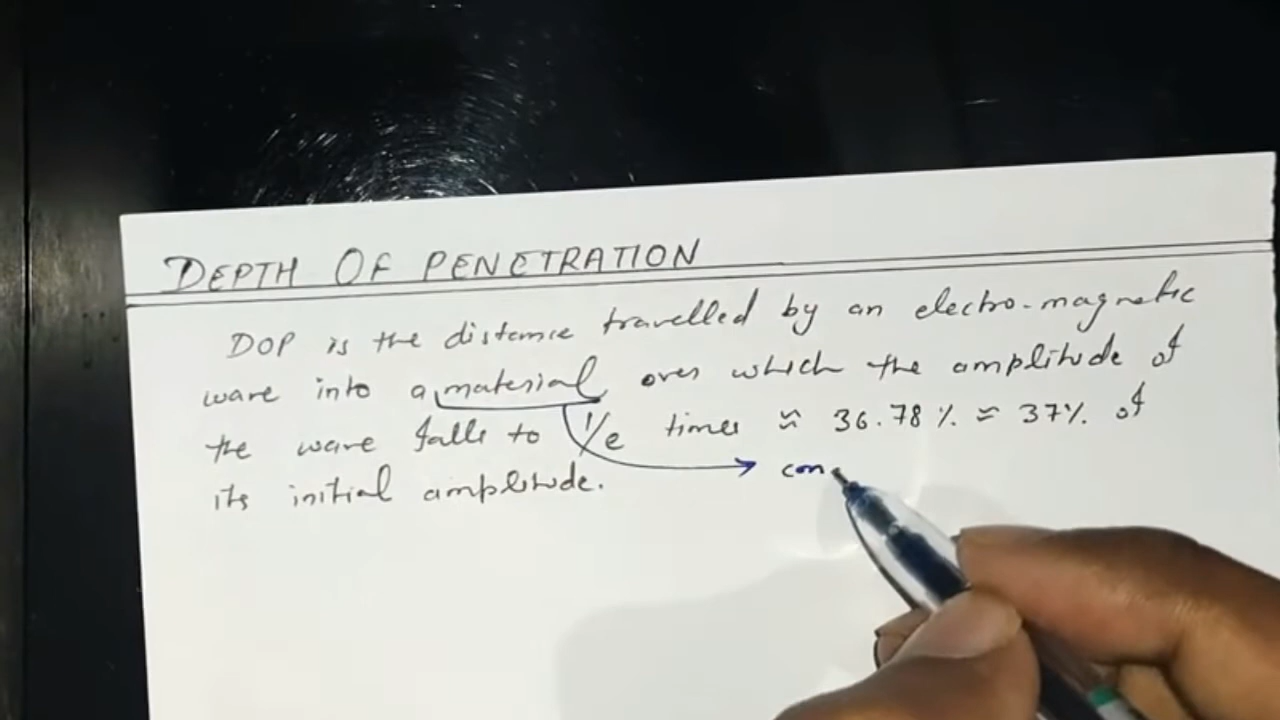 DEPTH OF PENETRATION
DOP is the distance travelled by an electro-magnetic
wave into a material over which the amplitude of
the wave falls to 1/e times ≈ 36.78 % ≈ 37% of
its initial amplitude. → con